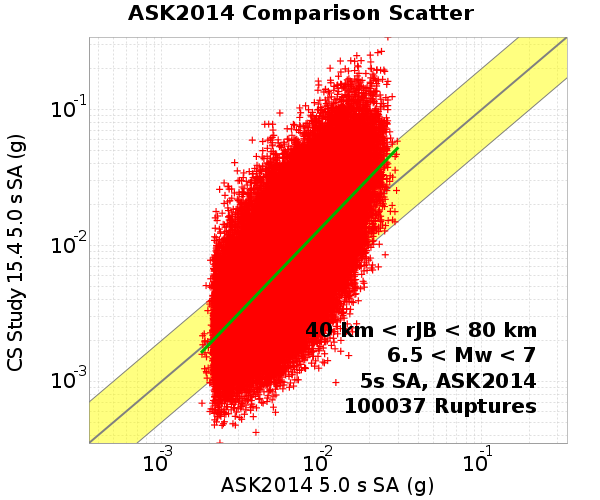 ASK2014 Comparison Scatter
CS Study 15.4 5.0 s SA (g)
10-1
10-2
10-3
40 km < rJB < 80 km
6.5 < Mw < 7
5s SA, ASK2014
100037 Ruptures
10-3 10-2 10-1
ASK2014 5.0 s SA (g)